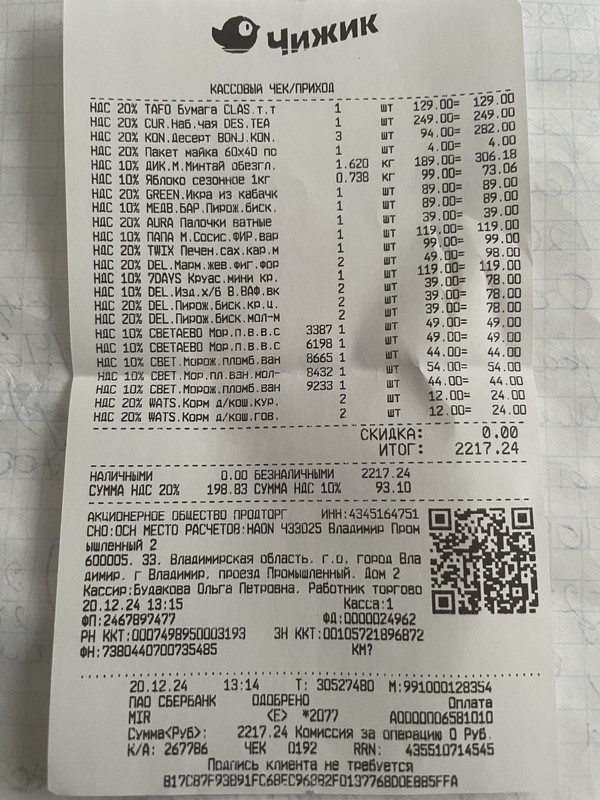 Чижик
КАССОВЫЙ ЧЕК/ПРИХОД
НДС 20% TAFO Бумага CLAS.т.т 1 шт 129.00= 129.00
НДС 20% CUR.Наб.чая DES.TEA 1 шт 249.00= 249.00
НДС 20% KON.Десерт BONJ.KON. 3 шт 94.00= 282.00
НДС 20% Пакет майка 60х40 по 1 шт 4.00= 4.00
НДС 10% ДИК.М.Минтай обезгл. 1.620 кг 189.00= 306.18
НДС 10% Яблоко сезонное 1кг 0.738 кг 99.00= 73.06
НДС 20% GREEN.Икра из кабачк 1 шт 89.00= 89.00
НДС 10% МЕДВ.БАР.Пирож.биск. 1 шт 89.00= 89.00
НДС 20% AURA Палочки ватные 1 шт 39.00= 39.00
НДС 10% ПАПА М.Сосис.ФИР.вар 1 шт 119.00= 119.00
НДС 20% TWIX Печен.сах.кар.м 1 шт 99.00= 99.00
НДС 20% DEL.Марм.жев.фиг.фор 2 шт 49.00= 98.00
НДС 10% 7DAYS Круас.мини кр. 1 шт 119.00= 119.00
НДС 20% DEL.Изд.х/б В.ВАФ.вк 2 шт 39.00= 78.00
НДС 20% DEL.Пирож.биск.кр.ц. 2 шт 39.00= 78.00
НДС 20% DEL.Пирож.биск.мол-м 2 шт 39.00= 78.00
НДС 10% СВЕТАЕВО Мор.п.в.в.с 3387 1 шт 49.00= 49.00
НДС 10% СВЕТАЕВО Мор.п.в.в.с 6198 1 шт 49.00= 49.00
НДС 10% СВЕТ.Морож.пломб.ван 8665 1 шт 44.00= 44.00
НДС 10% СВЕТ.Мор.пл.ван.мол- 8432 1 шт 54.00= 54.00
НДС 10% СВЕТ.Морож.пломб.ван 9233 1 шт 44.00= 44.00
НДС 20% WATS.Корм д/кош.кур. 2 шт 12.00= 24.00
НДС 20% WATS.Корм д/кош.гов. 2 шт 12.00= 24.00
СКИДКА: 0.00
ИТОГ: 2217.24
НАЛИЧНЫМИ 0.00 БЕЗНАЛИЧНЫМИ 2217.24
СУММА НДС 20% 198.83 СУММА НДС 10% 93.10
АКЦИОНЕРНОЕ ОБЩЕСТВО ПРОДТОРГ ИНН:4345164751
СНО:ОСН МЕСТО РАСЧЕТОВ:HAON Ч33025 Владимир Пром
ышленный 2
600005, 33, Владимирская область, г.о. город Вла
димир, г Владимир, проезд Промышленный, Дом 2
Кассир:Будакова Ольга Петровна, Работник торгово
20.12.24 13:15 Касса:1
ФП:2467897477 ФД:0000024962
РН ККТ:0007498950003193 ЗН ККТ:00105721896872
ФН:7380440700735485 КМ?
20.12.24 13:14 Т: 30527480 М:991000128354
ПАО СБЕРБАНК ОДОБРЕНО Оплата
MIR <E> *2077 A0000006581010
Сумма<Руб>: 2217.24 Комиссия за операцию 0 Руб.
К/А: 267786 ЧЕК 0192 RRN: 435510714545
Подпись клиента не требуется
817C87F93B91FC68EC96882F0137768D0E885FFA